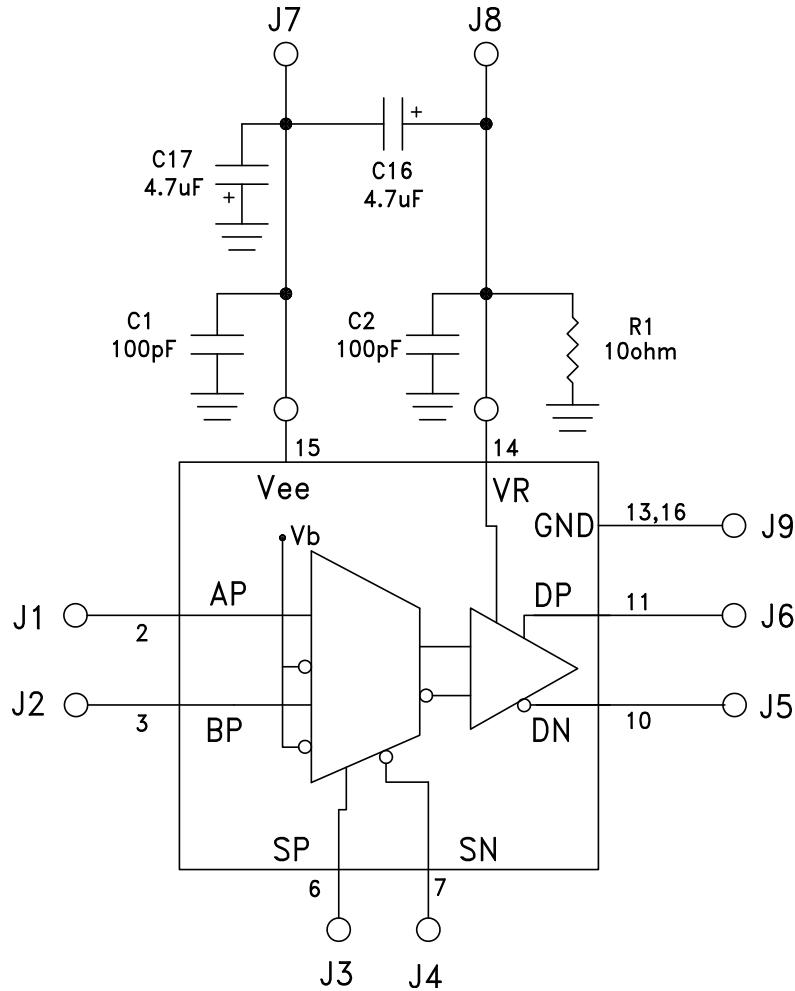 J7
J8
+
C17
4.7uF
+
C16
4.7uF
C1
100pF
C2
100pF
R1
10ohm
15
14
Vee
VR
GND
13,16
J9
Vb
AP
DP
11
J1
J6
2
J2
3
BP
DN
10
J5
SP
SN
6
7
J3
J4